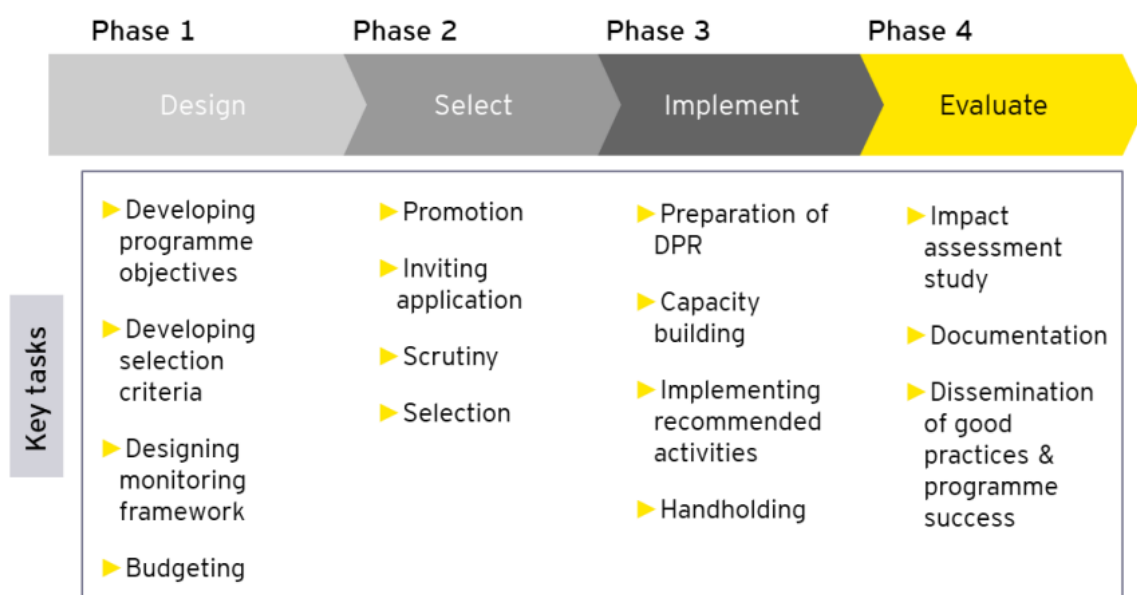 Phase 1
Phase 2
Phase 3
Phase 4
Design
Select
Implement
Evaluate
Key tasks
Developing
programme
objectives
Developing
selection
criteria
Designing
monitoring
framework
Budgeting
Promotion
Inviting
application
Scrutiny
Selection
Preparation of
DPR
Capacity
building
Implementing
recommended
activities
Handholding
Impact
assessment
study
Documentation
Dissemination
of good
practices &
programme
success